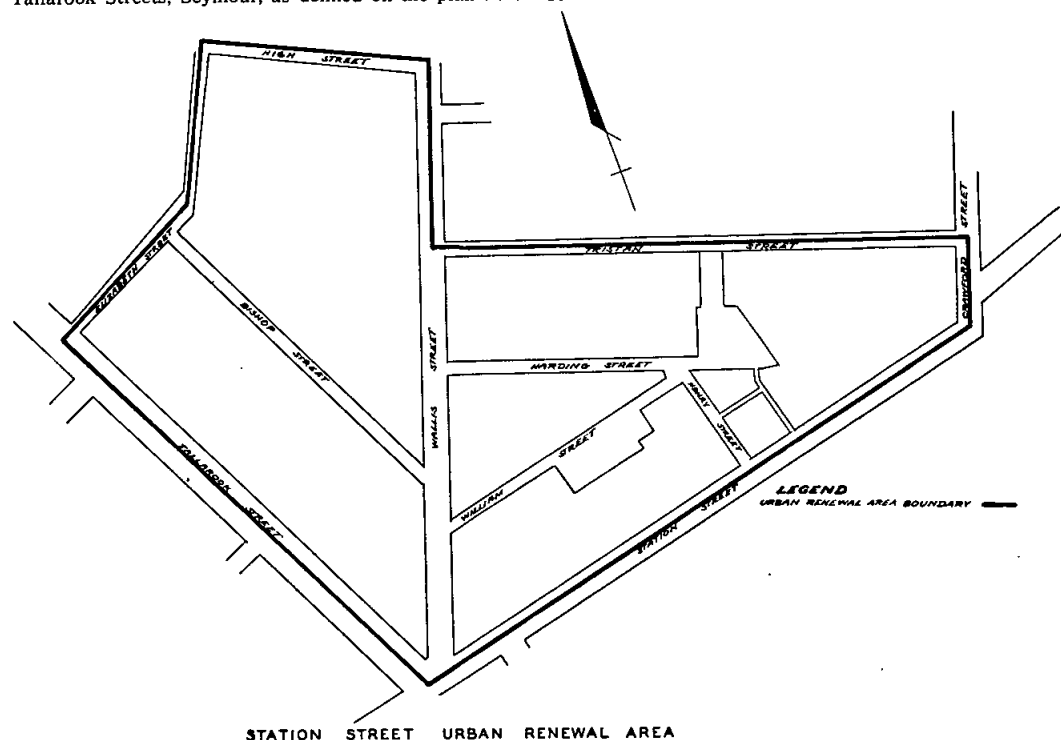 Tallarook Streets, Seymour, as defined on the plan
HIGH STREET
STREET
TRISTAN STREET
CRAWFORD
ELIZABETH STREET
BISHOP STREET
WALLIS STREET
HARDING STREET
HENRY STREET
WILLIAM STREET
TALLAROOK STREET
STATION STREET
LEGEND
URBAN RENEWAL AREA BOUNDARY
STATION STREET URBAN RENEWAL AREA